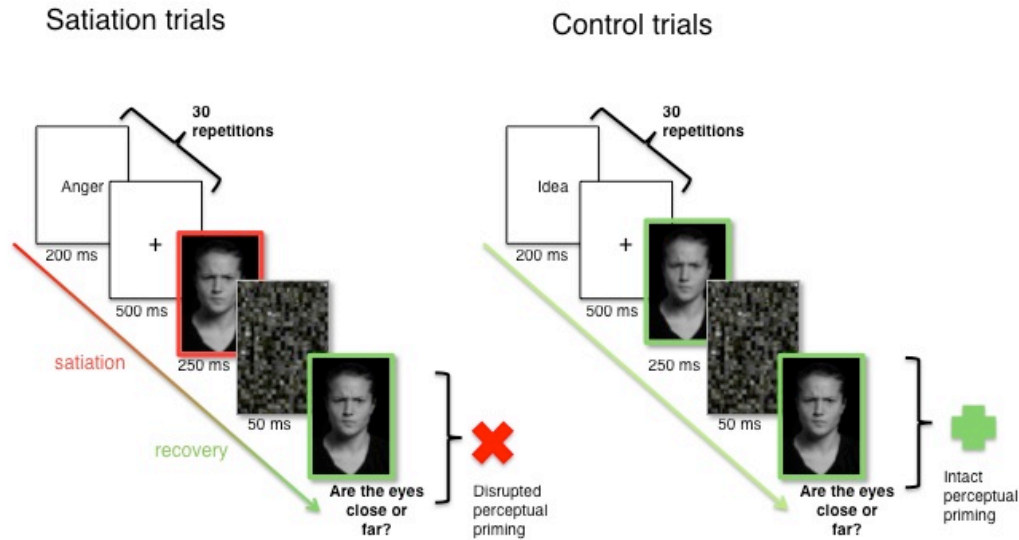 Satiation trials
Control trials
30
repetitions
Anger
+
200 ms
500 ms
250 ms
50 ms
satiation
recovery
Are the eyes
close or
far?
Disrupted
perceptual
priming
30
repetitions
Idea
+
200 ms
500 ms
250 ms
50 ms
Are the eyes
close or
far?
Intact
perceptual
priming